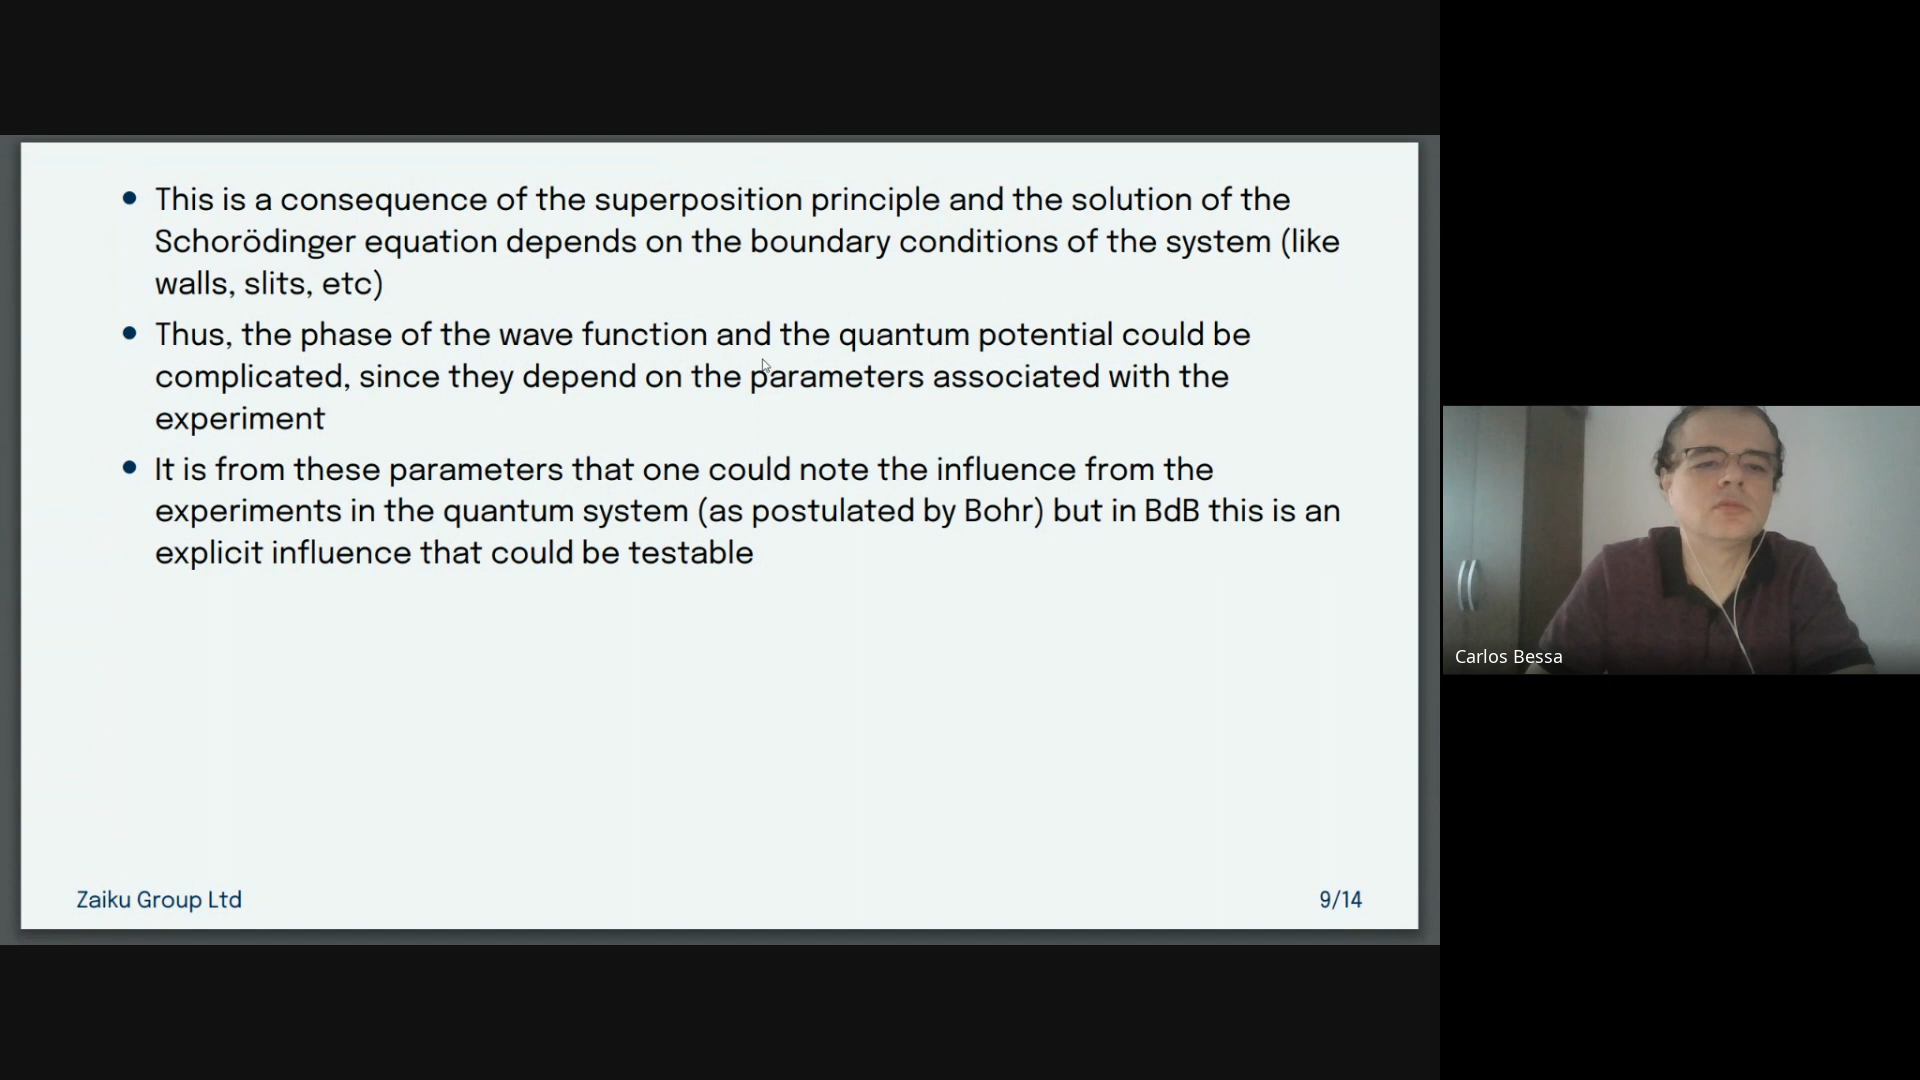 This is a consequence of the superposition principle and the solution of the
Schorödinger equation depends on the boundary conditions of the system (like
walls, slits, etc)
Thus, the phase of the wave function and the quantum potential could be
complicated, since they depend on the parameters associated with the
experiment
It is from these parameters that one could note the influence from the
experiments in the quantum system (as postulated by Bohr) but in BdB this is an
explicit influence that could be testable
Zaiku Group Ltd
9/14
Carlos Bessa